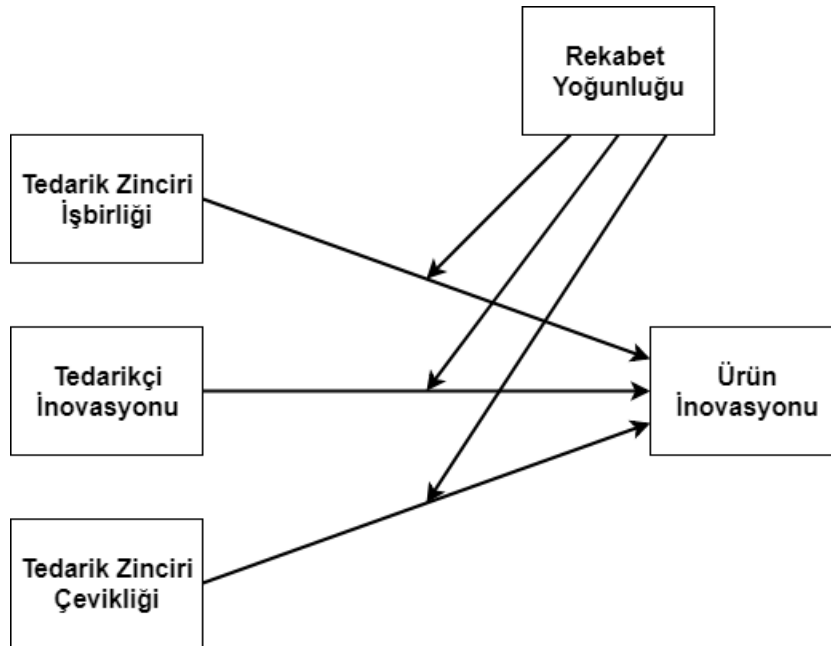 Rekabet
Yoğunluğu
Tedarik Zinciri
İşbirliği
Tedarikçi
İnovasyonu
Ürün
İnovasyonu
Tedarik Zinciri
Çevikliği